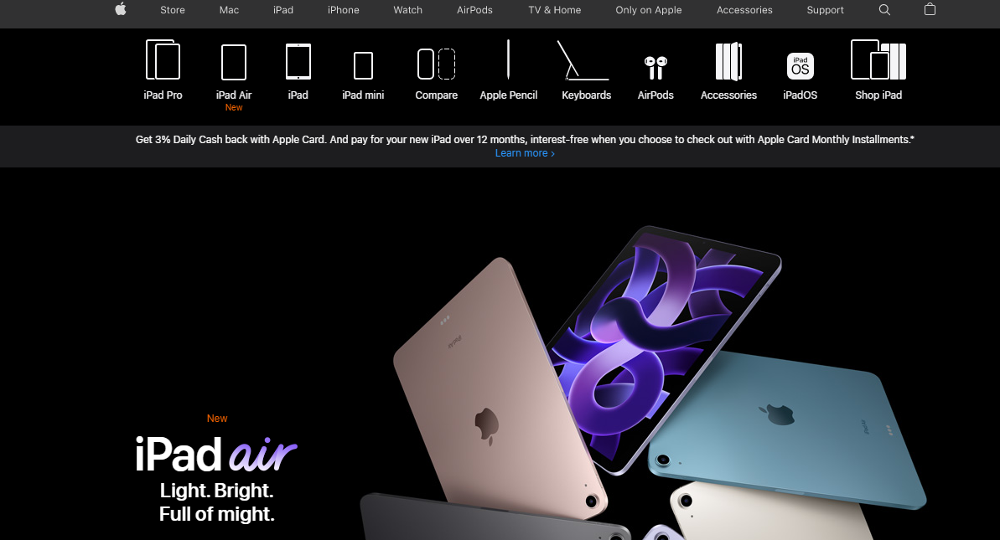 Store Mac iPad iPhone Watch AirPods TV & Home Only on Apple Accessories Support
iPad
OS
iPad Pro iPad Air iPad iPad mini Compare Apple Pencil Keyboards AirPods Accessories iPadOS Shop iPad
New
Get 3% Daily Cash back with Apple Card. And pay for your new iPad over 12 months, interest-free when you choose to check out with Apple Card Monthly Installments.*
Learn more >
iPad
iPad
New
iPad air
Light. Bright.
Full of might.